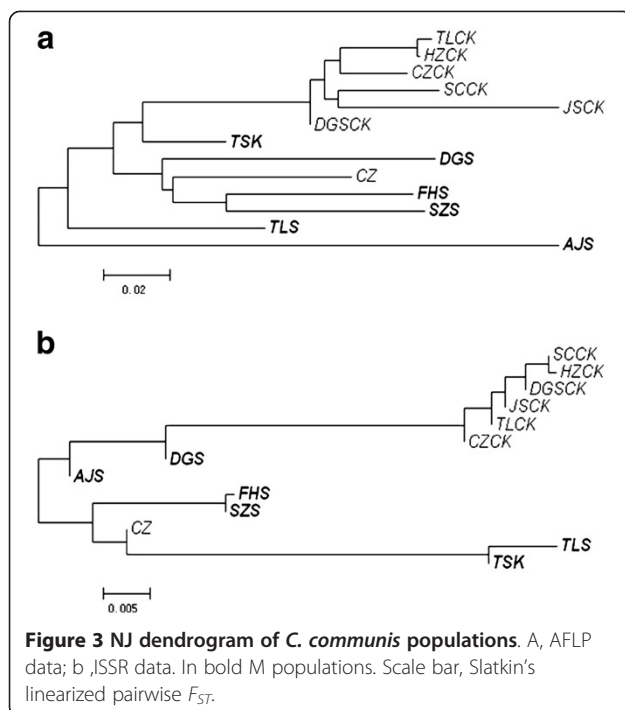 a
TLCK
HZCK
CZCK
SCCK
JSCK
DGSCK
TSK
DGS
CZ
FHS
SZS
TLS
AJS
0.02
b
SCCK
HZCK
DGSCK
JSCK
TLCK
CZCK
DGS
AJS
FHS
SZS
CZ
TLS
TSK
0.005
Figure 3 NJ dendrogram of C. communis populations. A, AFLP
data; b ,ISSR data. In bold M populations. Scale bar, Slatkin's
linearized pairwise FST.